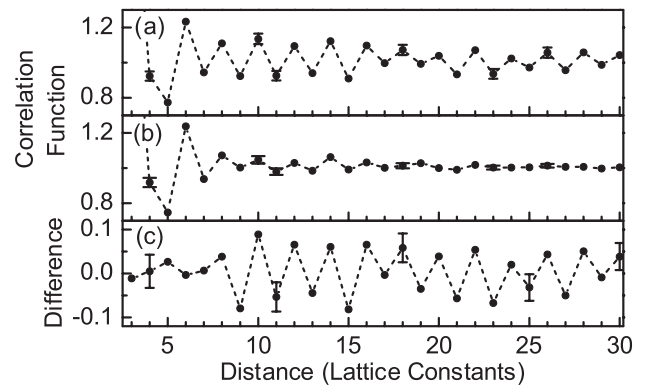 (a)
1.2
0.8
Correlation
Function
(b)
1.2
0.8
(c)
0.1
0.0
-0.1
Difference
5 10 15 20 25 30
Distance (Lattice Constants)